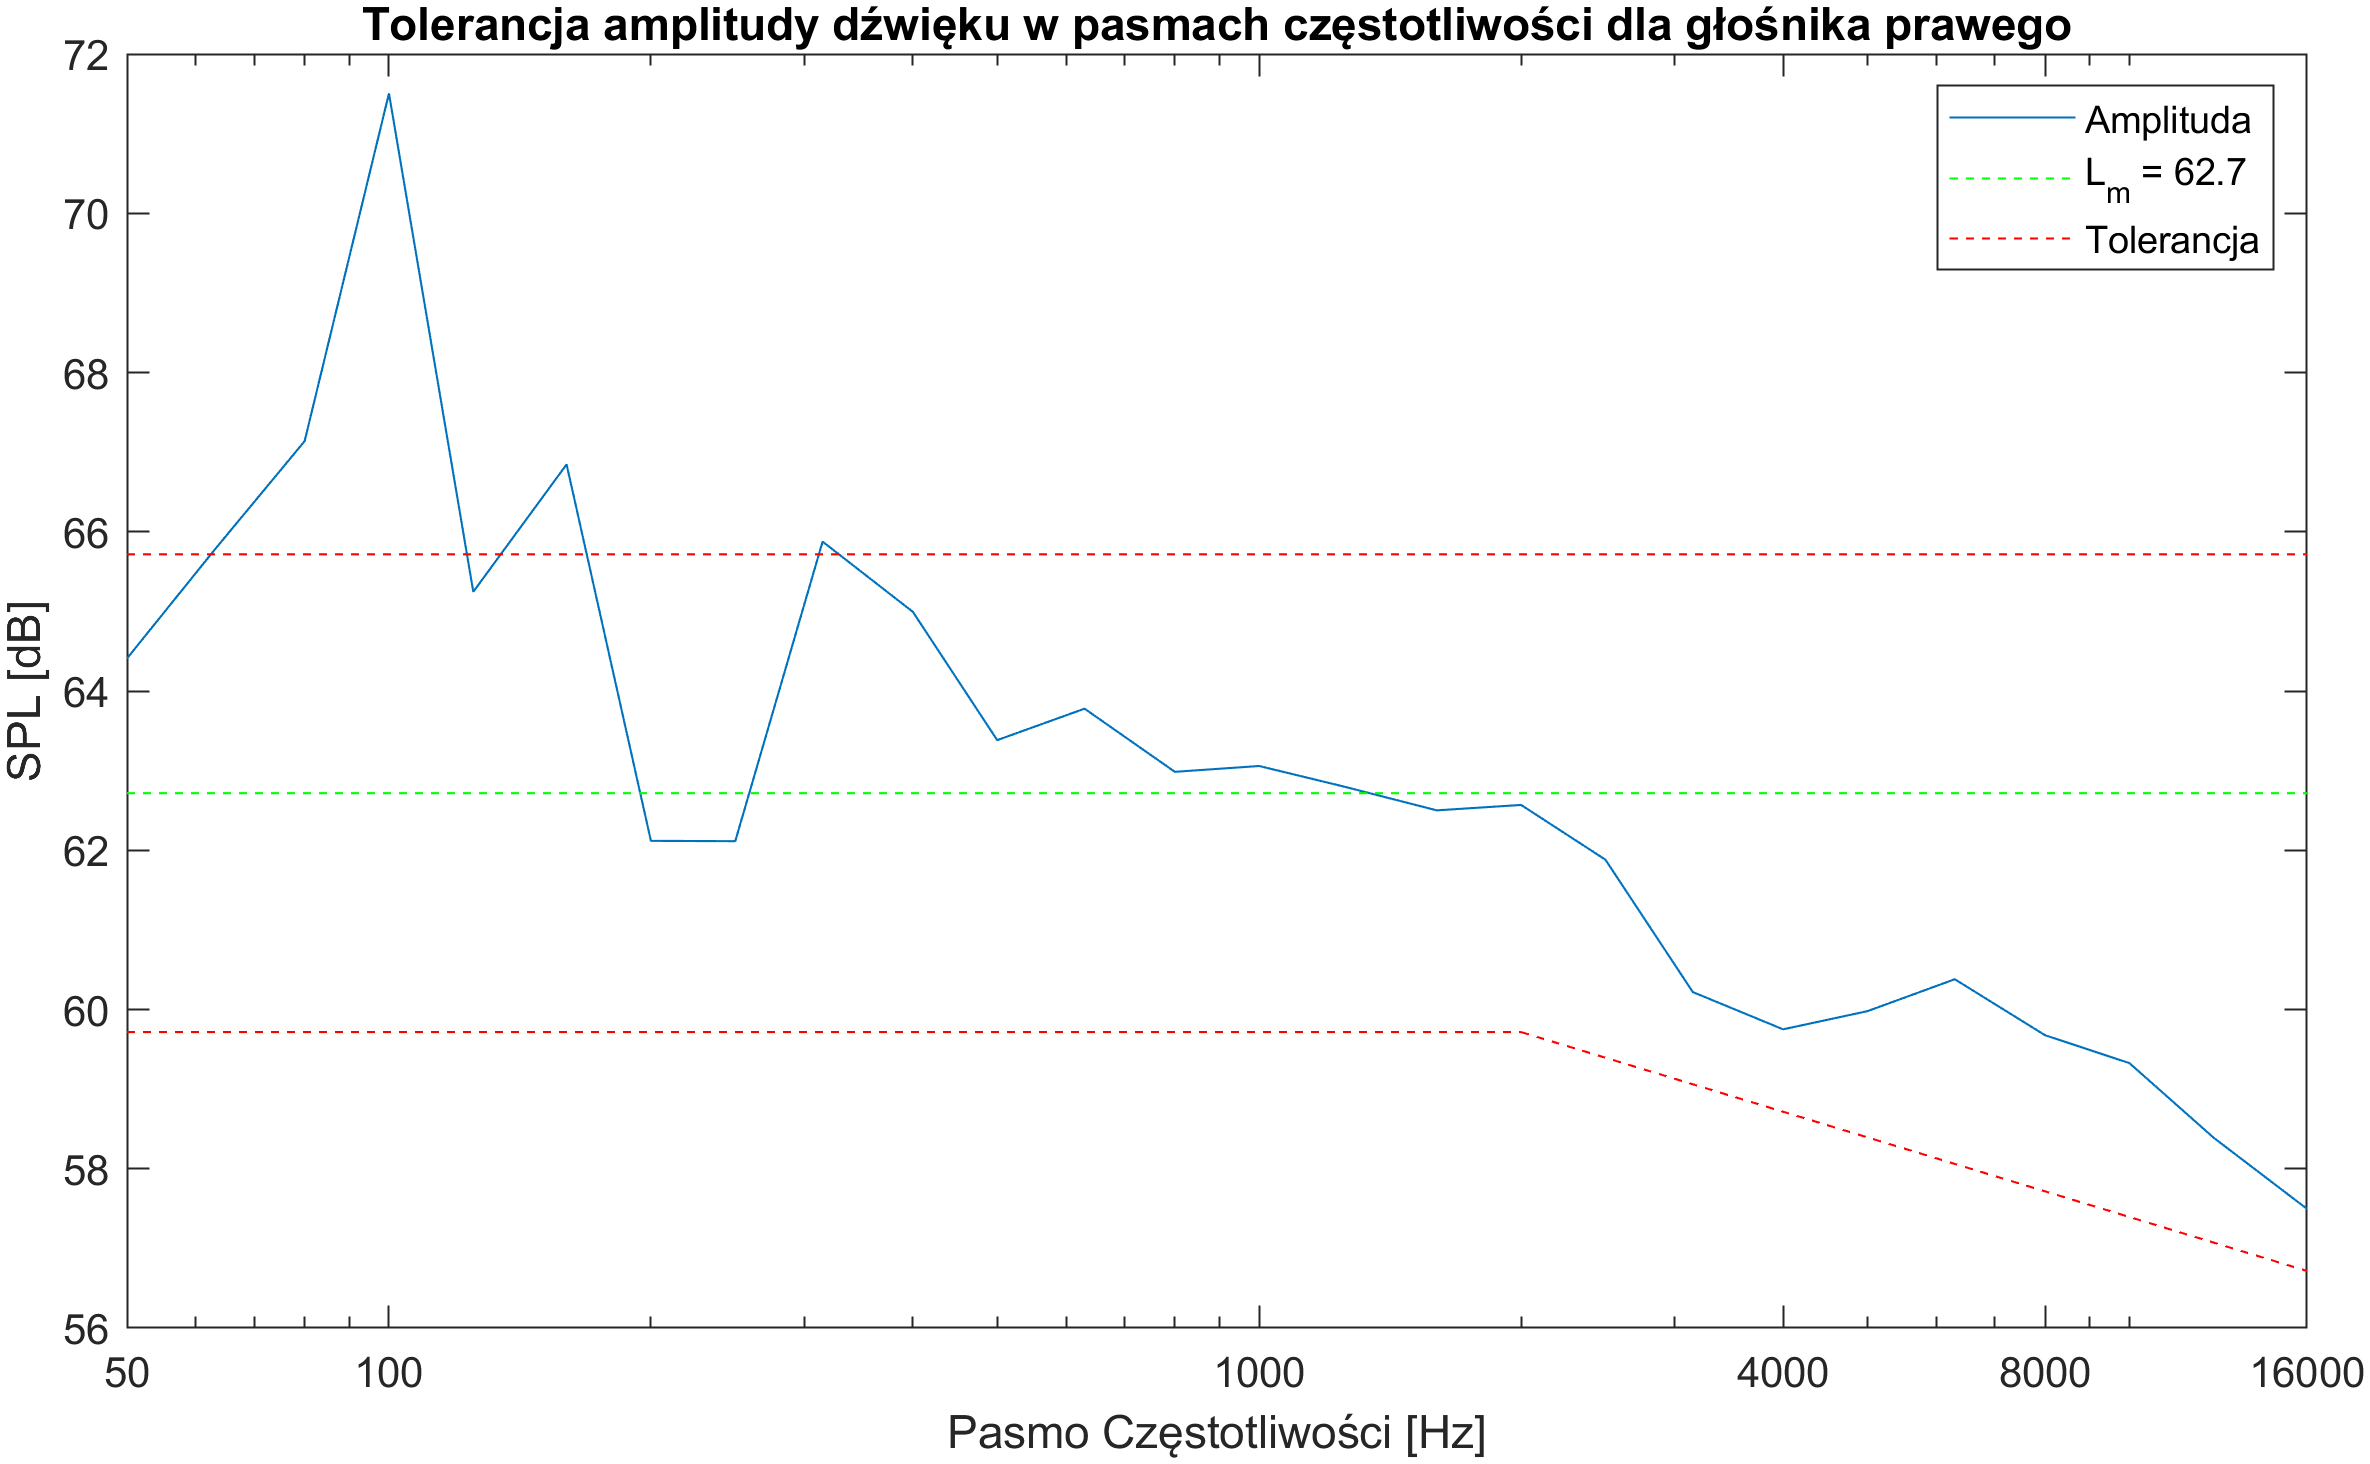 Tolerancja amplitudy dźwięku w pasmach częstotliwości dla głośnika prawego
Amplituda
Lm = 62.7
Tolerancja
SPL [dB]
72
70
68
66
64
62
60
58
56
50 100 1000 4000 8000 16000
Pasmo Częstotliwości [Hz]